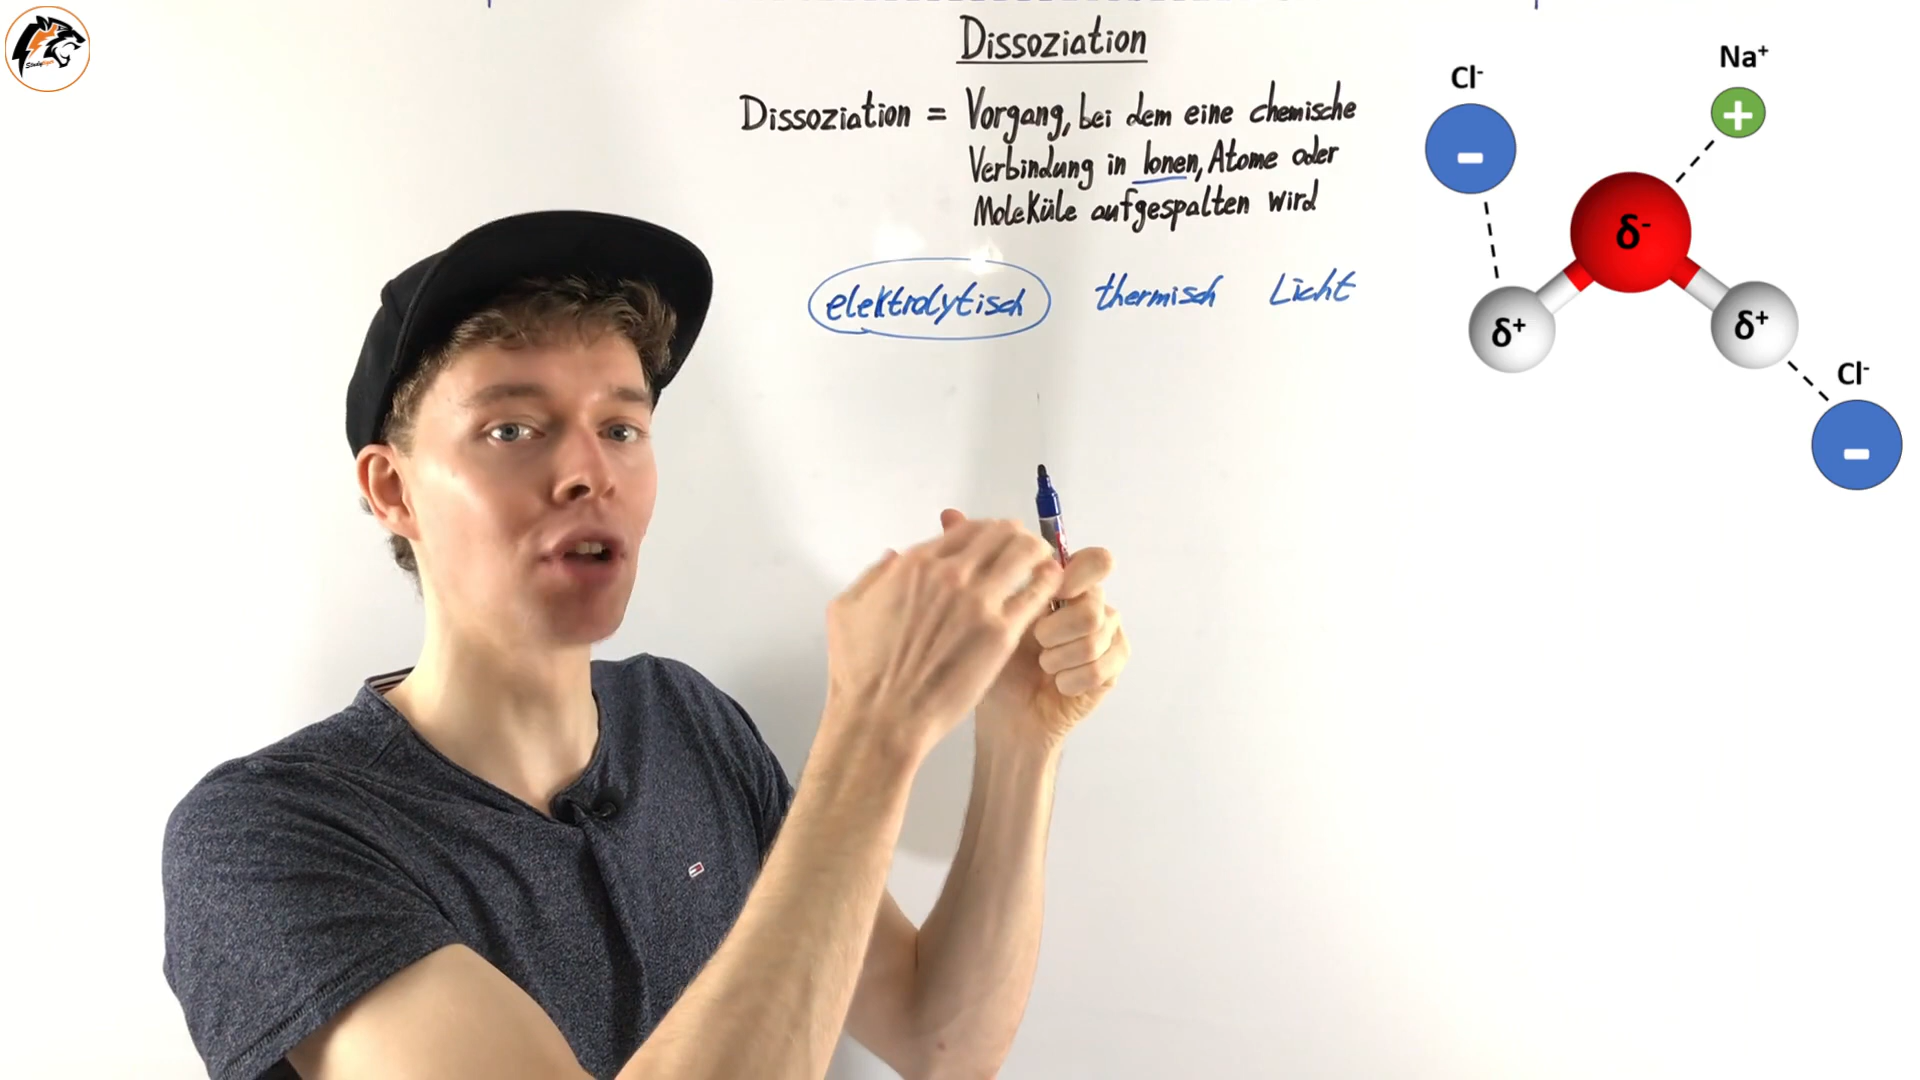 Studytiger
Dissoziation
Dissoziation = Vorgang, bei dem eine chemische
Verbindung in Ionen, Atome oder
Moleküle aufgespalten wird
elektrolytisch thermisch Licht
Cl⁻
Na⁺
-
+
δ⁻
δ⁺
δ⁺
Cl⁻
-